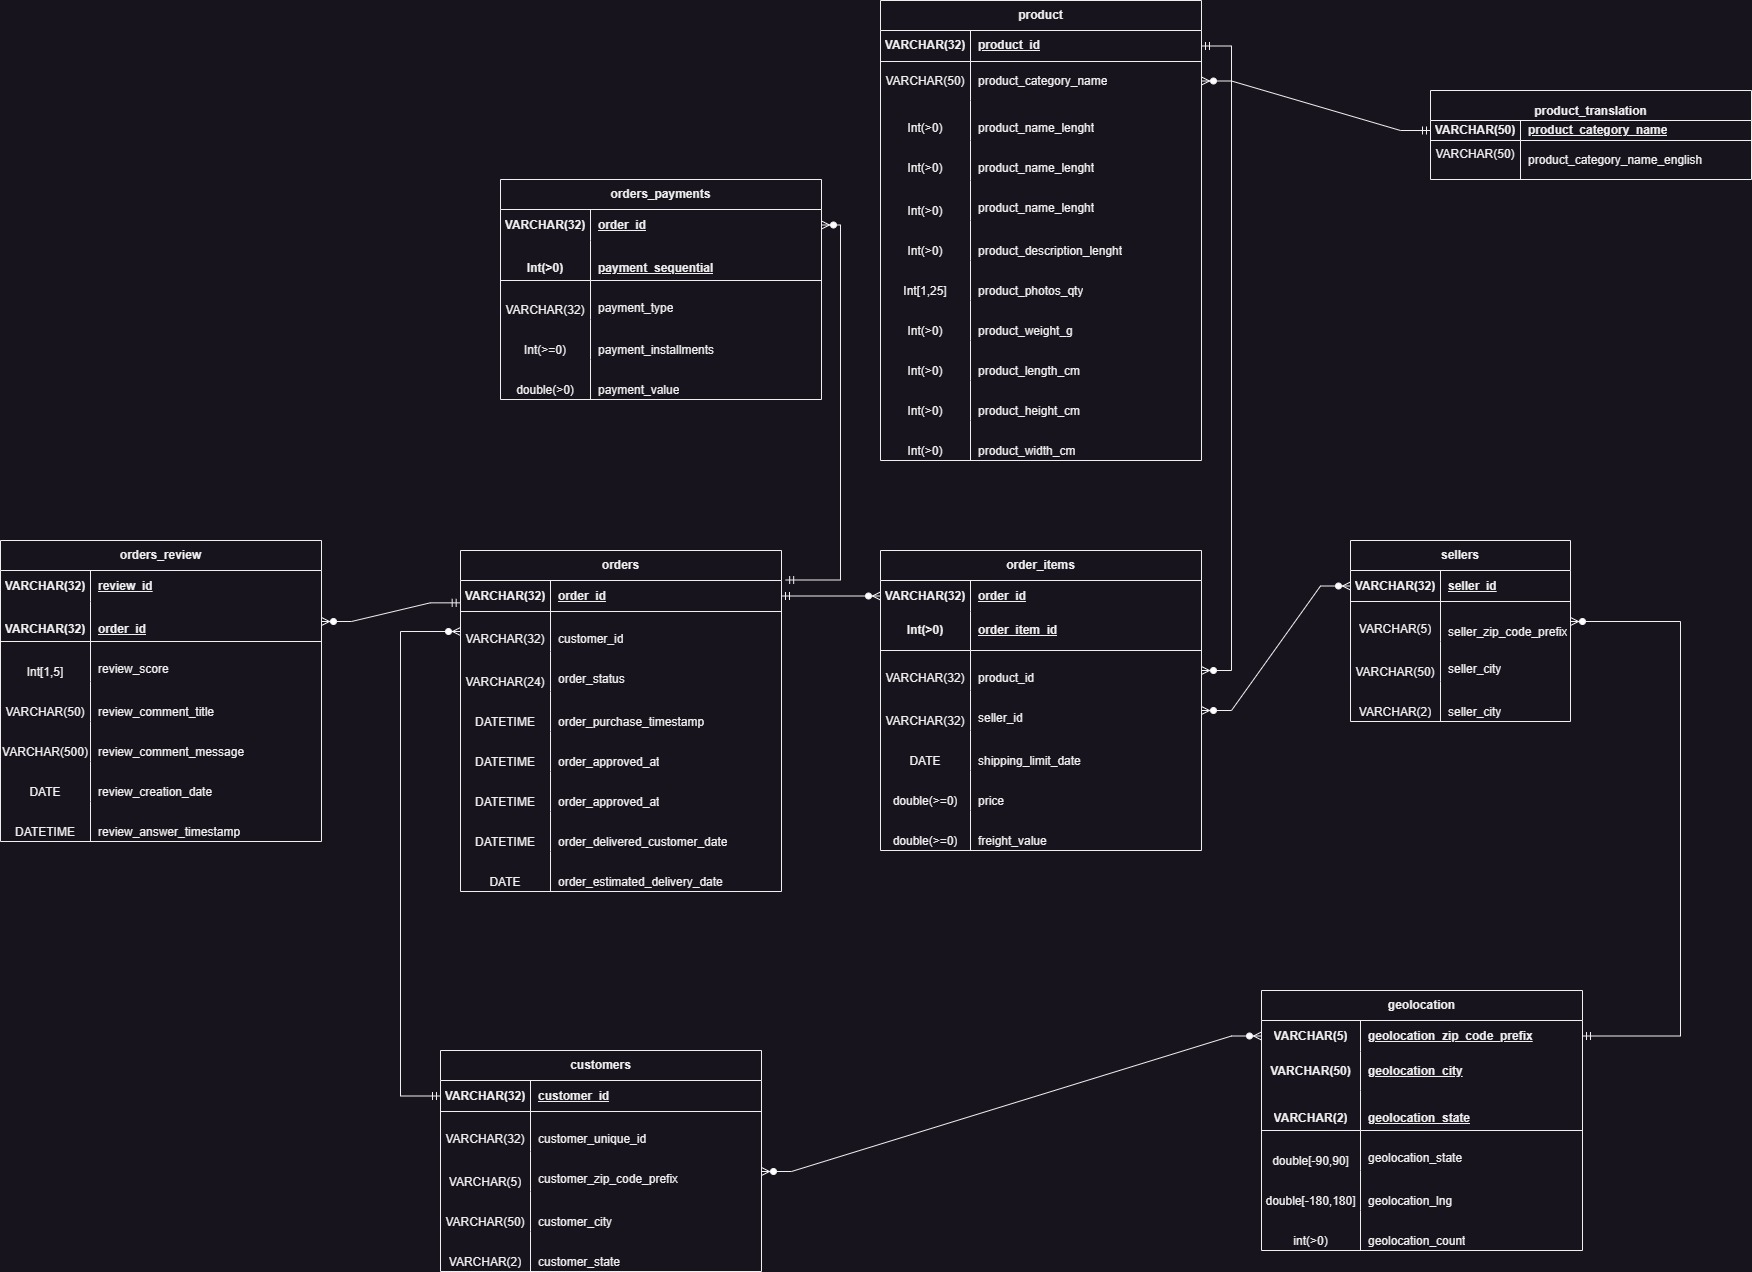 product
VARCHAR(32) product_id
VARCHAR(50) product_category_name
Int(>0) product_name_lenght
Int(>0) product_name_lenght
Int(>0) product_name_lenght
Int(>0) product_description_lenght
Int[1,25] product_photos_qty
Int(>0) product_weight_g
Int(>0) product_length_cm
Int(>0) product_height_cm
Int(>0) product_width_cm
product_translation
VARCHAR(50) product_category_name
VARCHAR(50) product_category_name_english
orders_payments
VARCHAR(32) order_id
Int(>0) payment_sequential
VARCHAR(32) payment_type
Int(>=0) payment_installments
double(>0) payment_value
orders_review
VARCHAR(32) review_id
VARCHAR(32) order_id
Int[1,5] review_score
VARCHAR(50) review_comment_title
VARCHAR(500) review_comment_message
DATE review_creation_date
DATETIME review_answer_timestamp
orders
VARCHAR(32) order_id
VARCHAR(32) customer_id
VARCHAR(24) order_status
DATETIME order_purchase_timestamp
DATETIME order_approved_at
DATETIME order_approved_at
DATETIME order_delivered_customer_date
DATE order_estimated_delivery_date
order_items
VARCHAR(32) order_id
Int(>0) order_item_id
VARCHAR(32) product_id
VARCHAR(32) seller_id
DATE shipping_limit_date
double(>=0) price
double(>=0) freight_value
sellers
VARCHAR(32) seller_id
VARCHAR(5) seller_zip_code_prefix
VARCHAR(50) seller_city
VARCHAR(2) seller_city
customers
VARCHAR(32) customer_id
VARCHAR(32) customer_unique_id
VARCHAR(5) customer_zip_code_prefix
VARCHAR(50) customer_city
VARCHAR(2) customer_state
geolocation
VARCHAR(5) geolocation_zip_code_prefix
VARCHAR(50) geolocation_city
VARCHAR(2) geolocation_state
double[-90,90] geolocation_state
double[-180,180] geolocation_lng
int(>0) geolocation_count